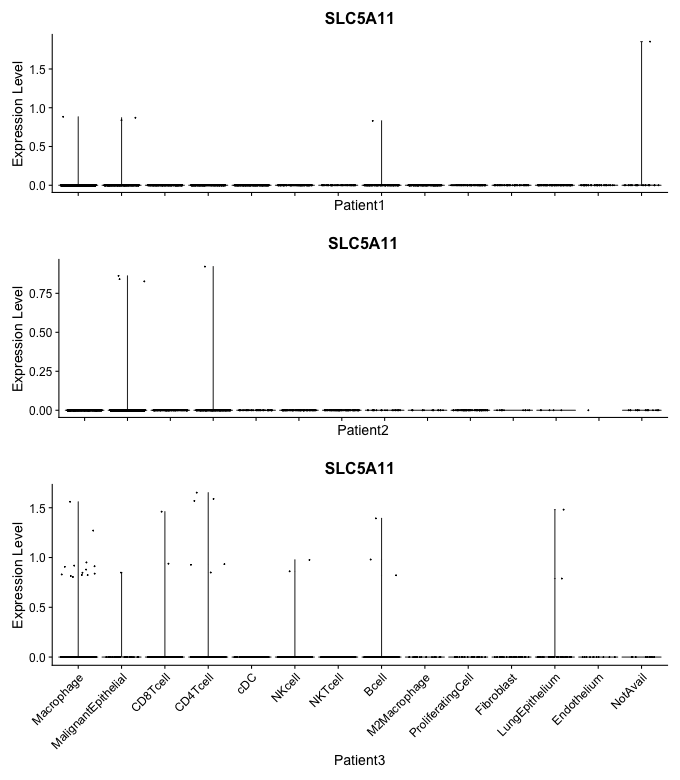 SLC5A11
Expression Level
1.5
1.0
0.5
0.0
Patient1
SLC5A11
Expression Level
0.75
0.50
0.25
0.00
Patient2
SLC5A11
Expression Level
1.5
1.0
0.5
0.0
Macrophage
MalignantEpithelial
CD8Tcell
CD4Tcell
cDC
NKcell
NKTcell
Bcell
M2Macrophage
ProliferatingCell
Fibroblast
LungEpithelium
Endothelium
NotAvail
Patient3